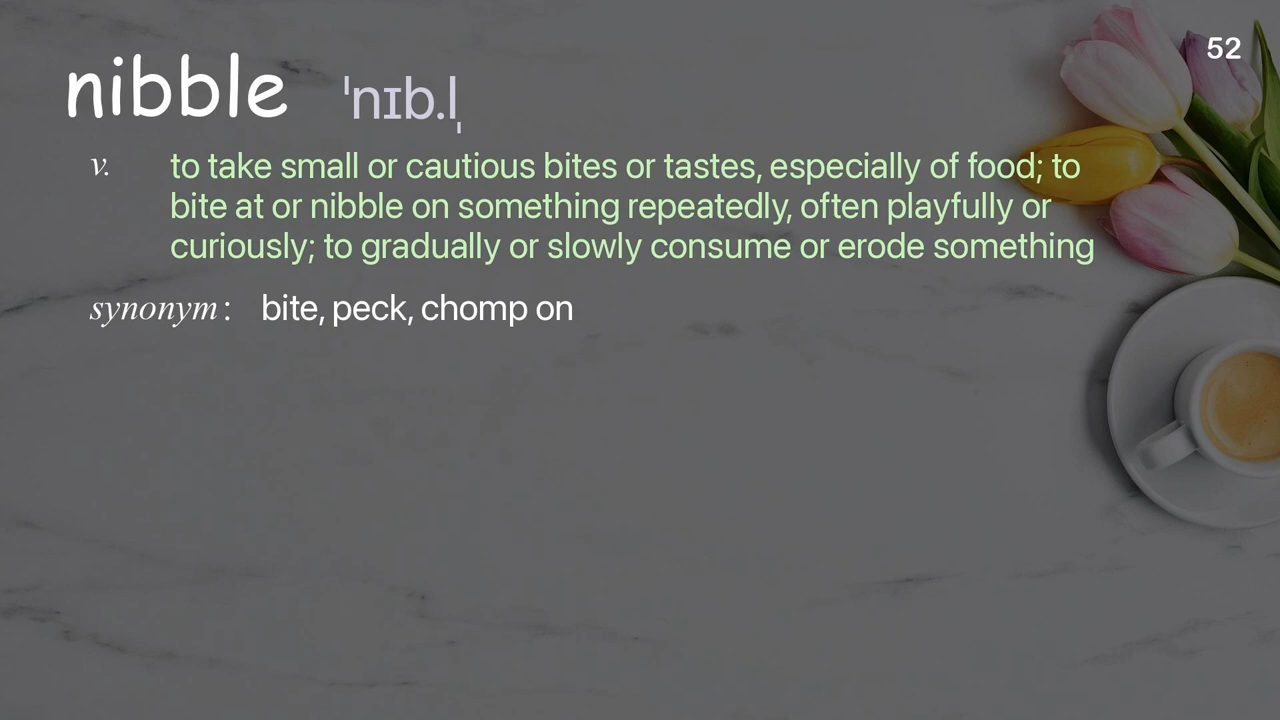 52
nibble ˈnɪb.l̩
v. to take small or cautious bites or tastes, especially of food; to
bite at or nibble on something repeatedly, often playfully or
curiously; to gradually or slowly consume or erode something
synonym : bite, peck, chomp on